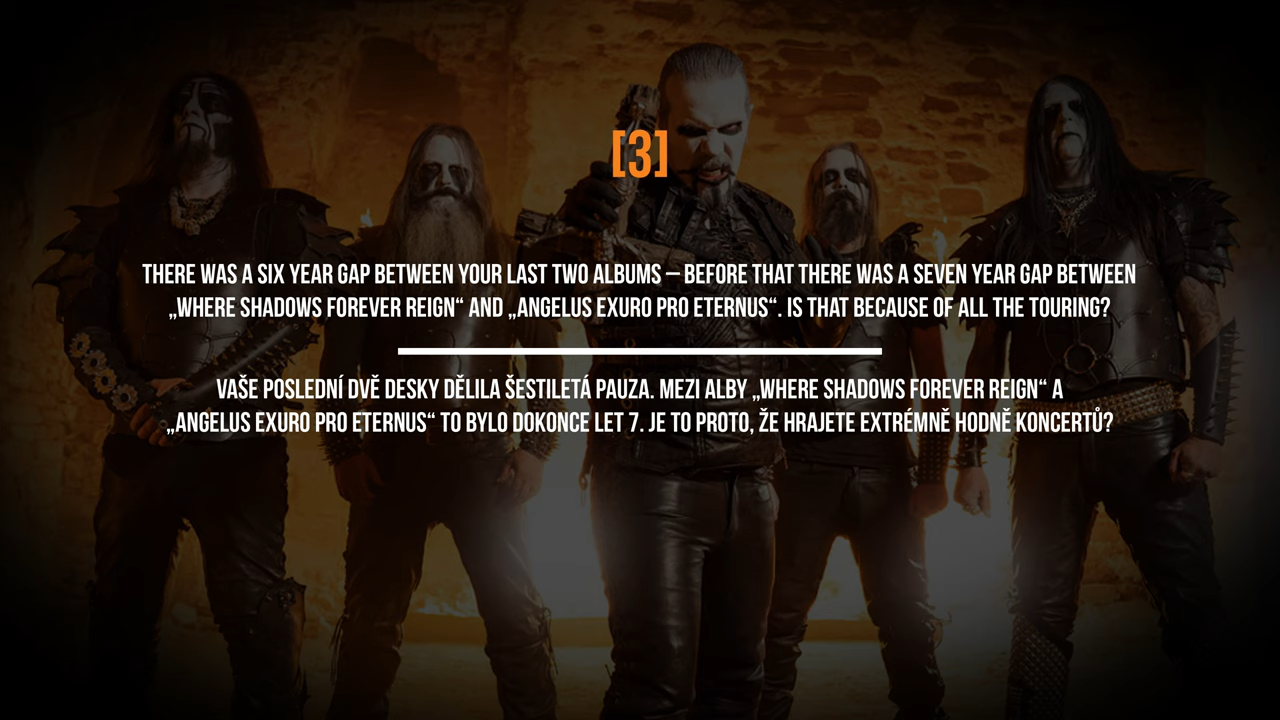 [3]
THERE WAS A SIX YEAR GAP BETWEEN YOUR LAST TWO ALBUMS – BEFORE THAT THERE WAS A SEVEN YEAR GAP BETWEEN
„WHERE SHADOWS FOREVER REIGN“ AND „ANGELUS EXURO PRO ETERNUS“. IS THAT BECAUSE OF ALL THE TOURING?
VAŠE POSLEDNÍ DVĚ DESKY DĚLILA ŠESTILETÁ PAUZA. MEZI ALBY „WHERE SHADOWS FOREVER REIGN“ A
„ANGELUS EXURO PRO ETERNUS“ TO BYLO DOKONCE LET 7. JE TO PROTO, ŽE HRAJETE EXTRÉMNĚ HODNĚ KONCERTŮ?